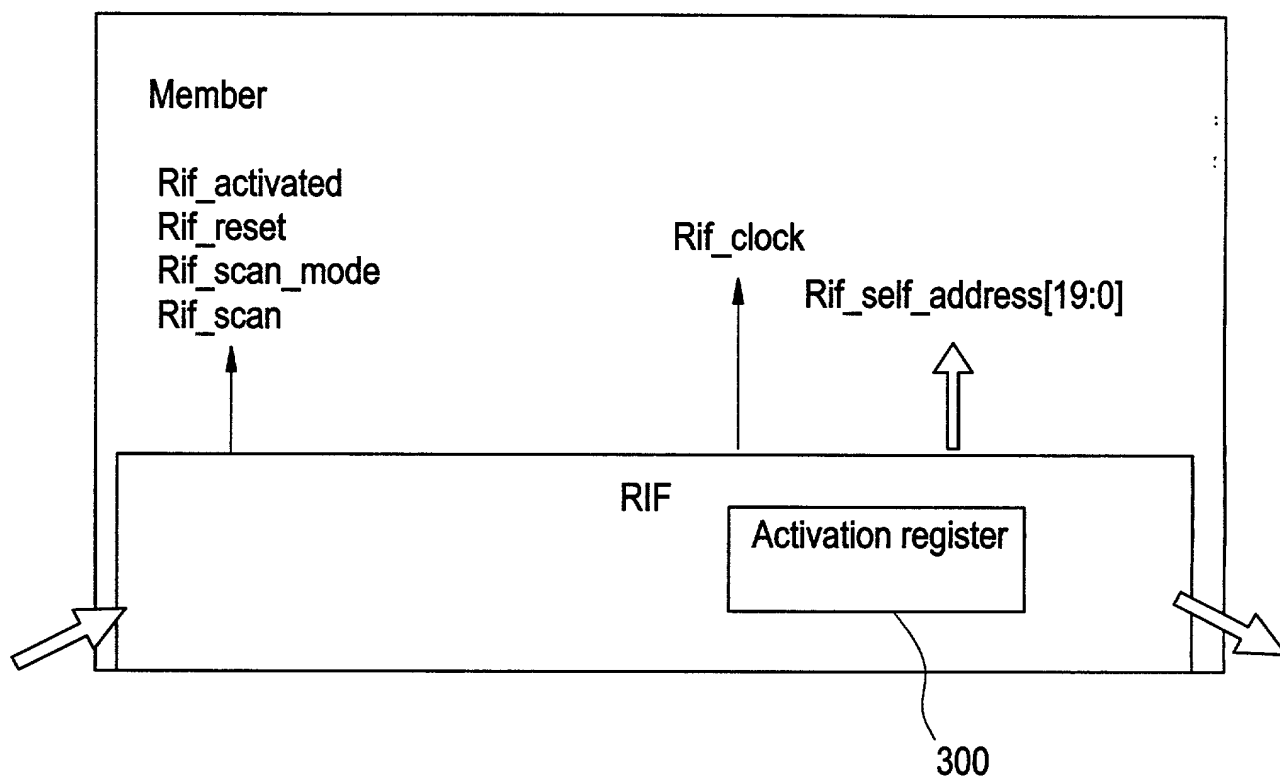 Member
Rif_activated
Rif_reset
Rif_scan_mode
Rif_scan
Rif_clock
Rif_self_address[19:0]
RIF
Activation register
300